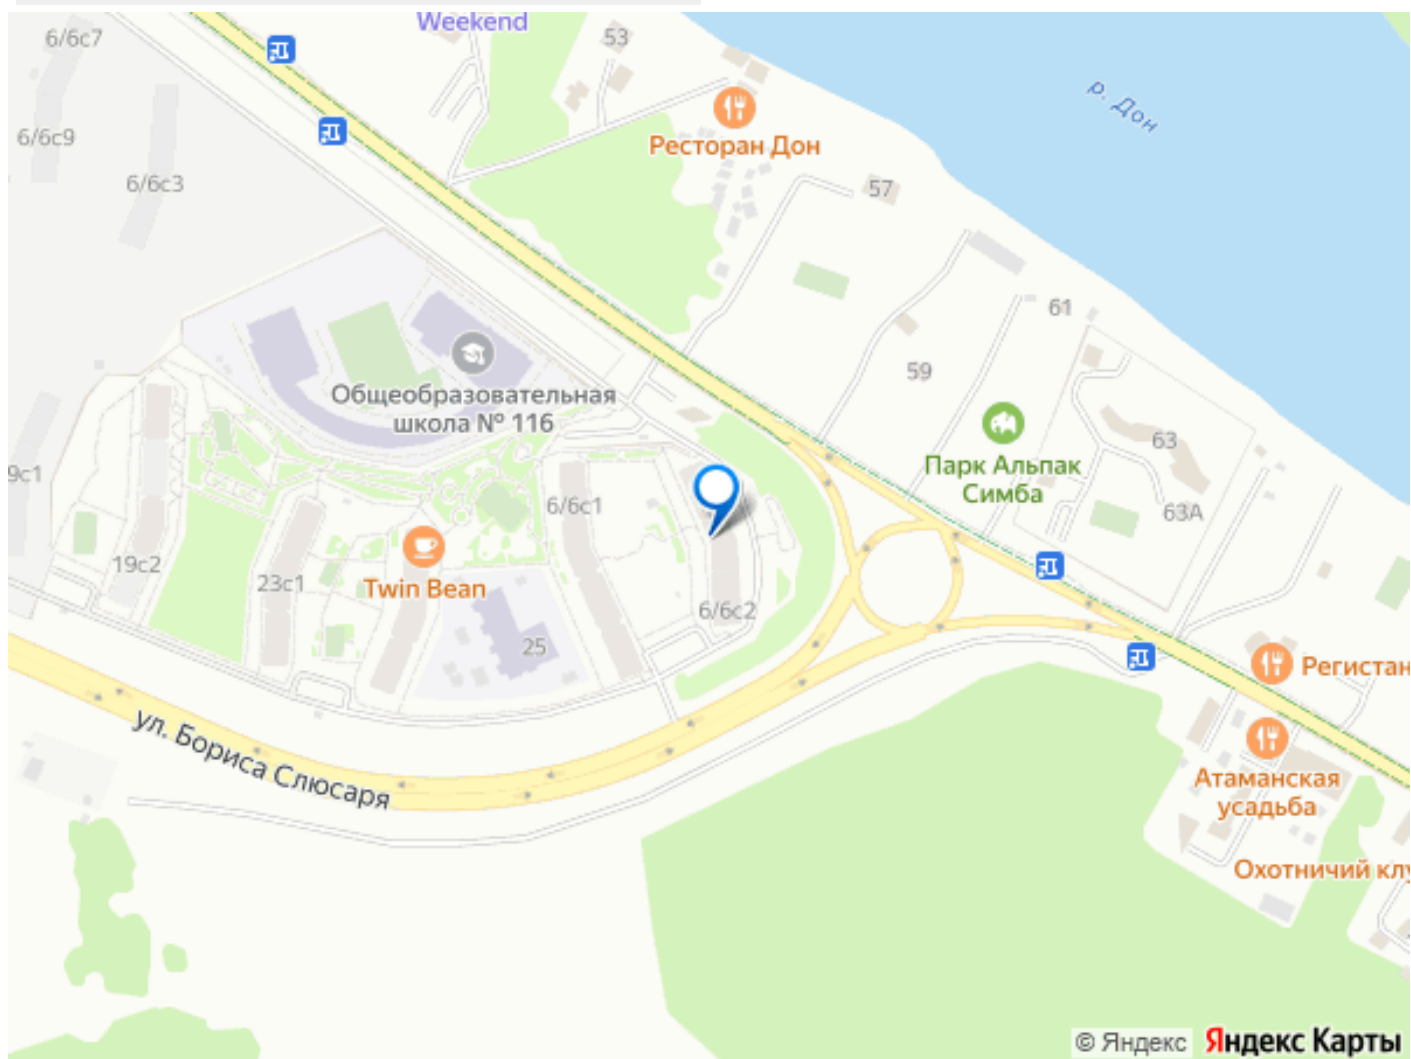 Weekend
6/6с7
53
р. Дон
6/6с9
Ресторан Дон
6/6с3
57
61
59
Общеобразовательная
школа № 116
63
Парк Альпак
Симба
9с1
6/6с1
63А
19с2
23с1
Twin Bean
6/6с2
25
Регистан
ул. Бориса Слюсаря
Атаманская
усадьба
Охотничий клу
© Яндекс Яндекс Карты